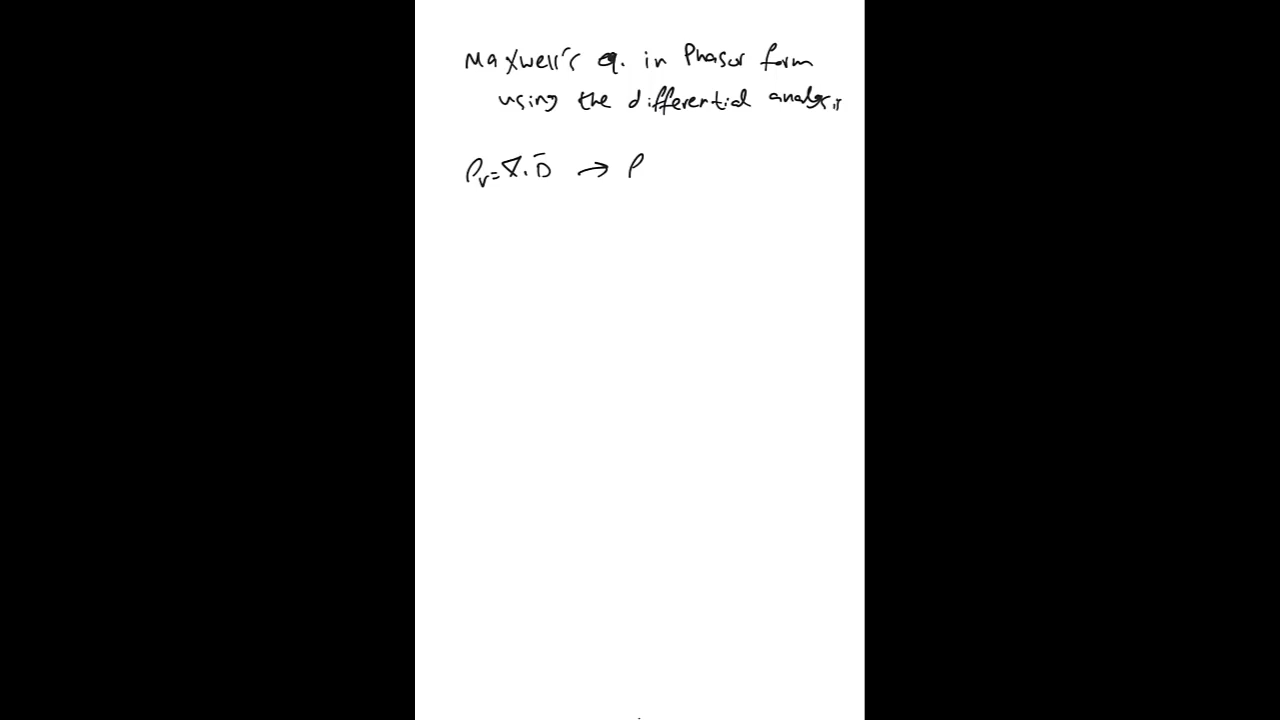 Maxwell's eq. in Phasor form
using the differential analysis
ρv = ∇. D̅ → ρ